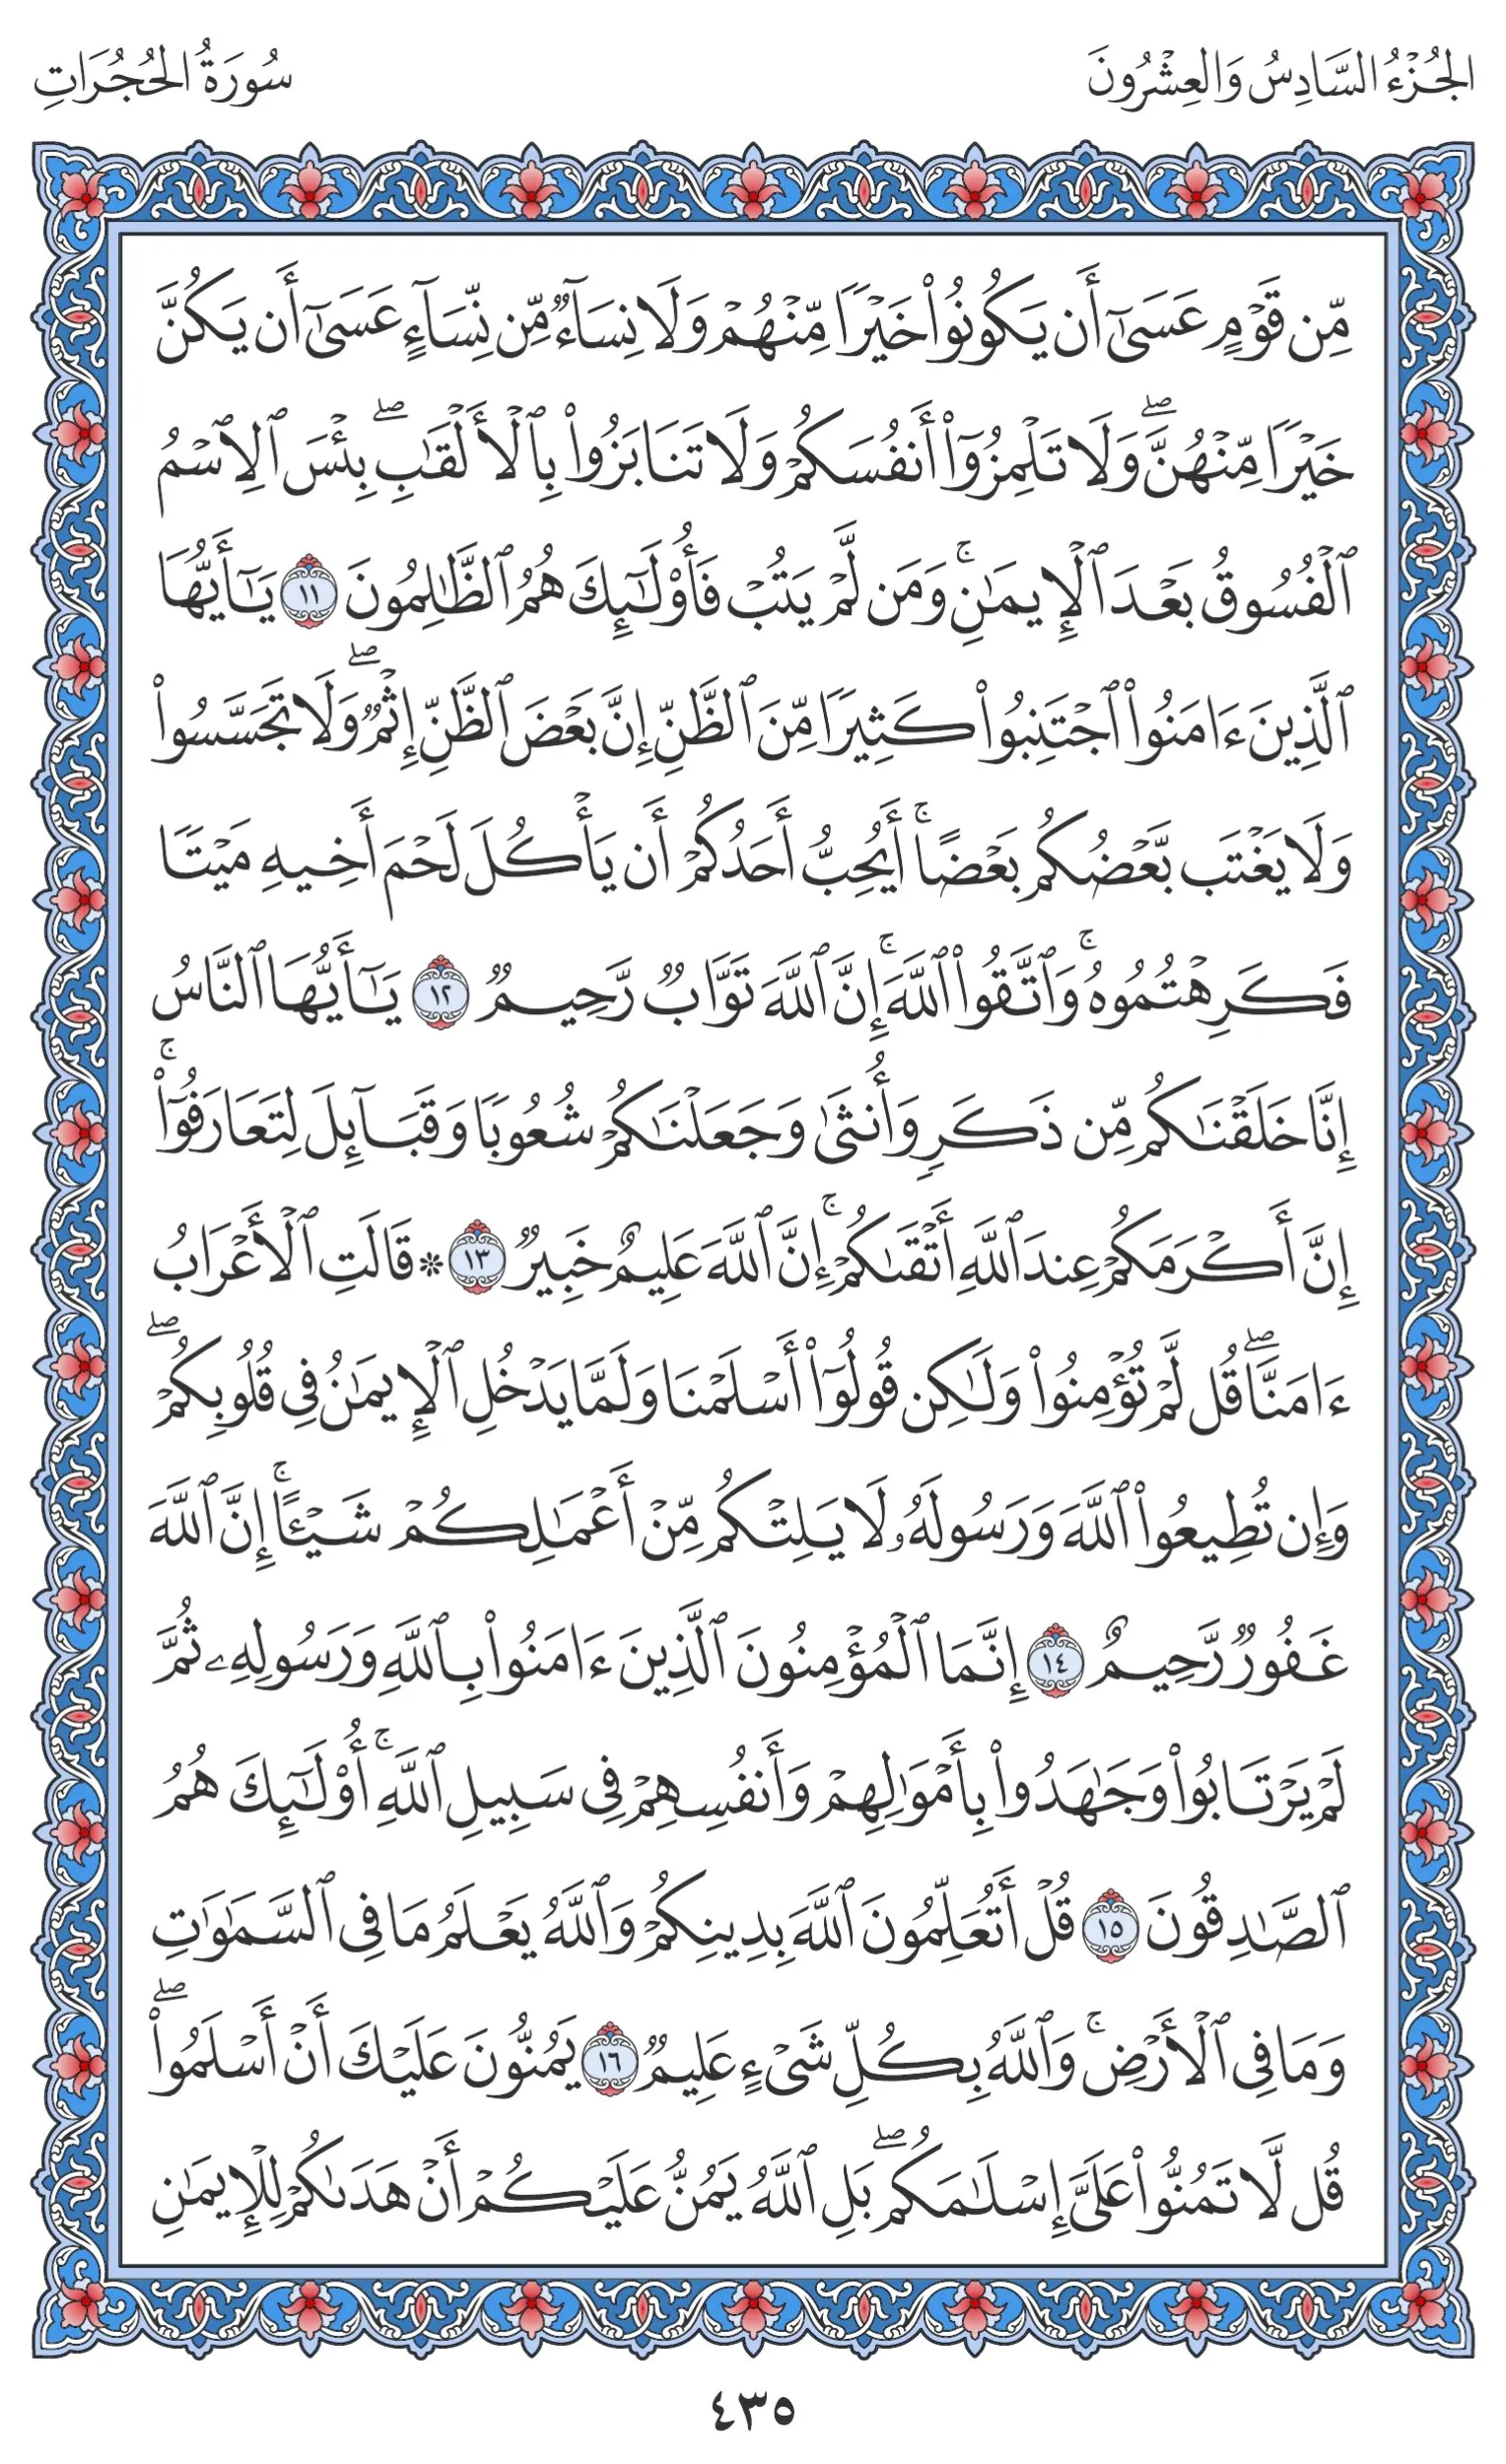 الجُزْءُ السَّادِسُ وَالعِشْرُونَ
سُورَةُ الحُجُرَاتِ
مِّن قَوْمٍ عَسَىٰٓ أَن يَكُونُوا۟ خَيْرًۭا مِّنْهُمْ وَلَا نِسَآءٌۭ مِّن نِّسَآءٍ عَسَىٰٓ أَن يَكُنَّ
خَيْرًۭا مِّنْهُنَّ ۖ وَلَا تَلْمِزُوٓا۟ أَنفُسَكُمْ وَلَا تَنَابَزُوا۟ بِٱلْأَلْقَـٰبِ ۖ بِئْسَ ٱلِٱسْمُ
ٱلْفُسُوقُ بَعْدَ ٱلْإِيمَـٰنِ ۚ وَمَن لَّمْ يَتُبْ فَأُو۟لَـٰٓئِكَ هُمُ ٱلظَّـٰلِمُونَ ١١ يَـٰٓأَيُّهَا
ٱلَّذِينَ ءَامَنُوا۟ ٱجْتَنِبُوا۟ كَثِيرًۭا مِّنَ ٱلظَّنِّ إِنَّ بَعْضَ ٱلظَّنِّ إِثْمٌۭ ۖ وَلَا تَجَسَّسُوا۟
وَلَا يَغْتَب بَّعْضُكُم بَعْضًا ۚ أَيُحِبُّ أَحَدُكُمْ أَن يَأْكُلَ لَحْمَ أَخِيهِ مَيْتًۭا
فَكَرِهْتُمُوهُ ۚ وَٱتَّقُوا۟ ٱللَّهَ ۚ إِنَّ ٱللَّهَ تَوَّابٌۭ رَّحِيمٌۭ ١٢ يَـٰٓأَيُّهَا ٱلنَّاسُ
إِنَّا خَلَقْنَـٰكُم مِّن ذَكَرٍۢ وَأُنثَىٰ وَجَعَلْنَـٰكُمْ شُعُوبًۭا وَقَبَآئِلَ لِتَعَارَفُوٓا۟ ۚ
إِنَّ أَكْرَمَكُمْ عِندَ ٱللَّهِ أَتْقَىٰكُمْ ۚ إِنَّ ٱللَّهَ عَلِيمٌ خَبِيرٌۭ ١٣ ۞ قَالَتِ ٱلْأَعْرَابُ
ءَامَنَّا ۖ قُل لَّمْ تُؤْمِنُوا۟ وَلَـٰكِن قُولُوٓا۟ أَسْلَمْنَا وَلَمَّا يَدْخُلِ ٱلْإِيمَـٰنُ فِى قُلُوبِكُمْ ۖ
وَإِن تُطِيعُوا۟ ٱللَّهَ وَرَسُولَهُۥ لَا يَلِتْكُم مِّنْ أَعْمَـٰلِكُمْ شَيْـًٔا ۚ إِنَّ ٱللَّهَ
غَفُورٌۭ رَّحِيمٌ ١٤ إِنَّمَا ٱلْمُؤْمِنُونَ ٱلَّذِينَ ءَامَنُوا۟ بِٱللَّهِ وَرَسُولِهِۦ ثُمَّ
لَمْ يَرْتَابُوا۟ وَجَـٰهَدُوا۟ بِأَمْوَٰلِهِمْ وَأَنفُسِهِمْ فِى سَبِيلِ ٱللَّهِ ۚ أُو۟لَـٰٓئِكَ هُمُ
ٱلصَّـٰدِقُونَ ١٥ قُلْ أَتُعَلِّمُونَ ٱللَّهَ بِدِينِكُمْ وَٱللَّهُ يَعْلَمُ مَا فِى ٱلسَّمَـٰوَٰتِ
وَمَا فِى ٱلْأَرْضِ ۚ وَٱللَّهُ بِكُلِّ شَىْءٍ عَلِيمٌۭ ١٦ يَمُنُّونَ عَلَيْكَ أَنْ أَسْلَمُوا۟ ۖ
قُل لَّا تَمُنُّوا۟ عَلَىَّ إِسْلَـٰمَكُم ۖ بَلِ ٱللَّهُ يَمُنُّ عَلَيْكُمْ أَنْ هَدَىٰكُمْ لِلْإِيمَـٰنِ
٤٣٥